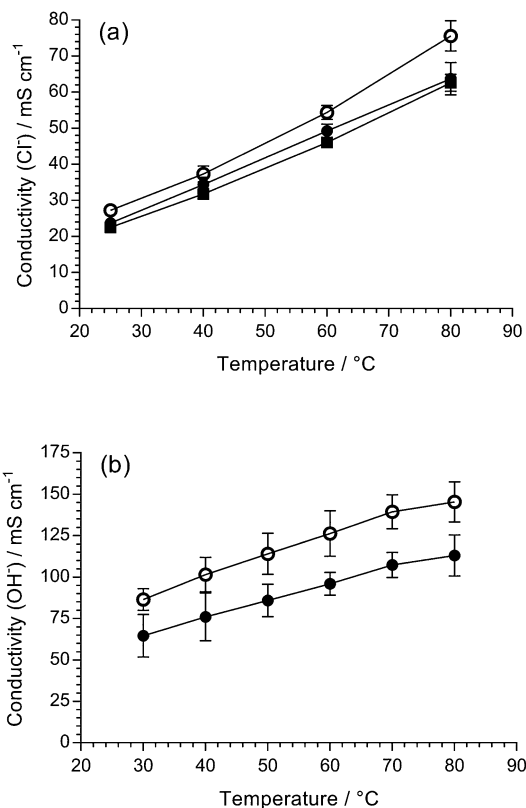 (a)
80
70
60
50
40
30
20
10
0
Conductivity (Cl⁻) / mS cm⁻¹
20 30 40 50 60 70 80 90
Temperature / °C
(b)
175
150
125
100
75
50
25
0
Conductivity (OH⁻) / mS cm⁻¹
20 30 40 50 60 70 80 90
Temperature / °C